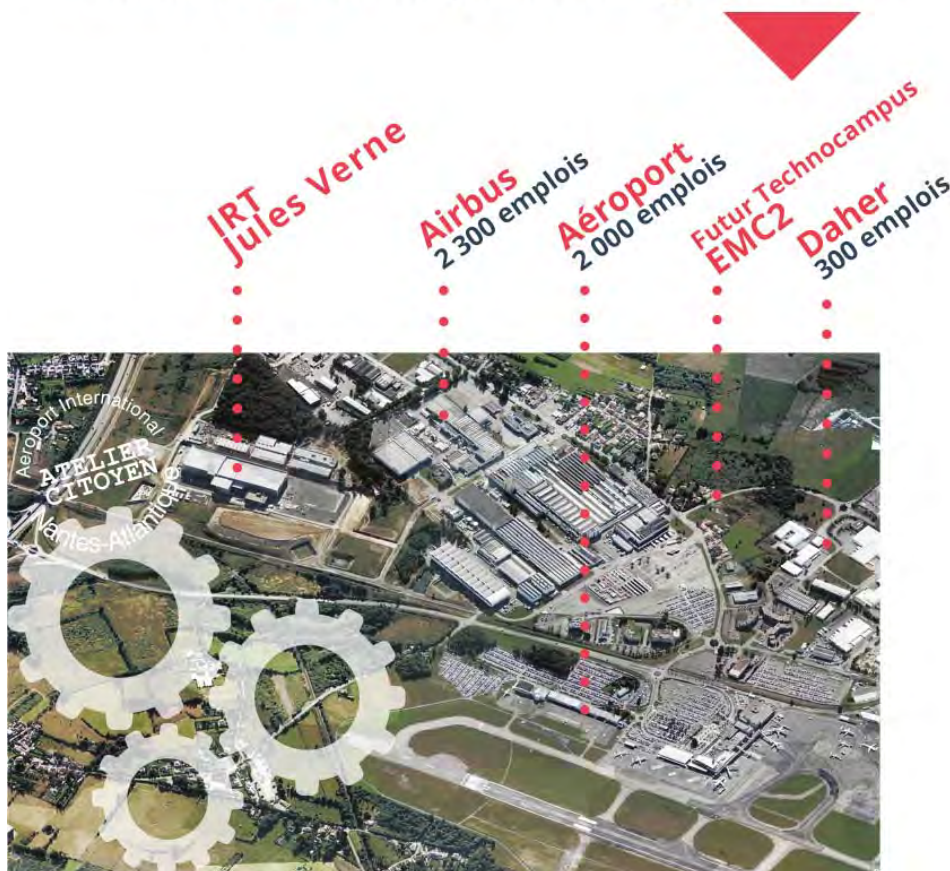 IRT
Jules Verne
Airbus
2 300 emplois
Aéroport
2 000 emplois
Futur Technocampus
EMC2
Daher
300 emplois
Aeroport International
ATELIER
CITOYEN
Nantes-Atlantique